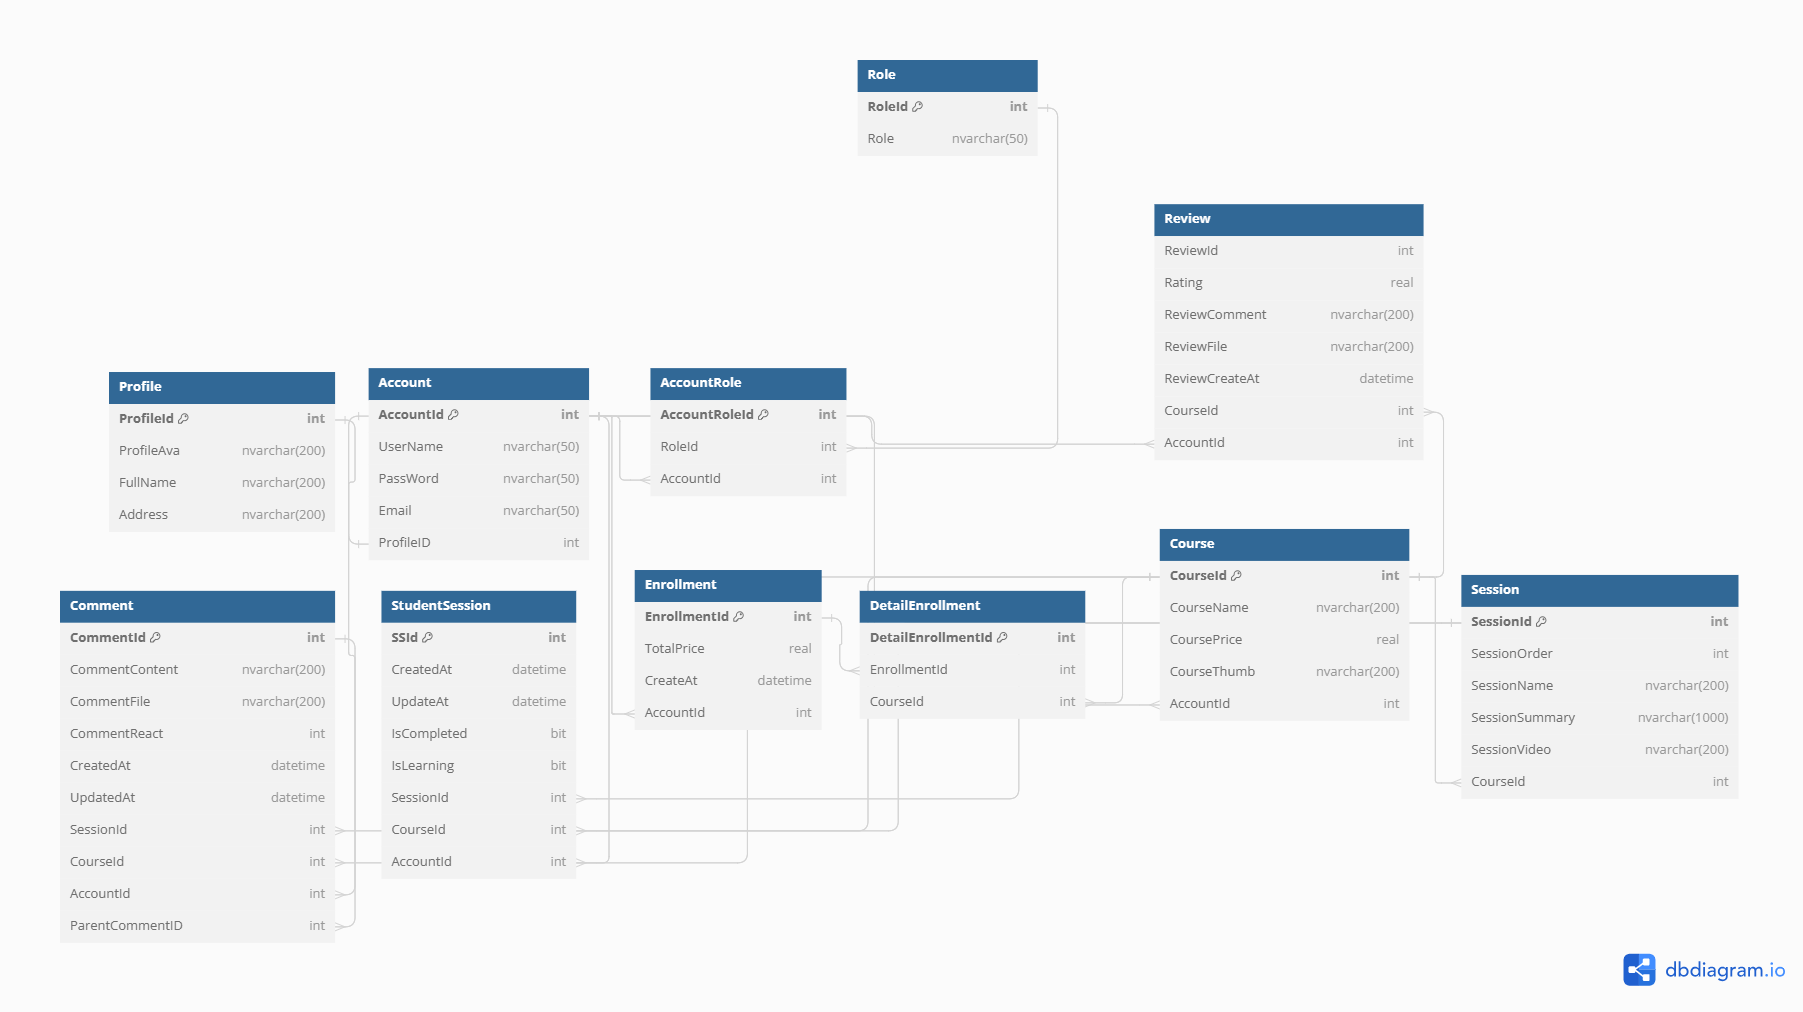 Role
RoleId int
Role nvarchar(50)
Review
ReviewId int
Rating real
ReviewComment nvarchar(200)
ReviewFile nvarchar(200)
ReviewCreateAt datetime
CourseId int
AccountId int
Profile
ProfileId int
ProfileAva nvarchar(200)
FullName nvarchar(200)
Address nvarchar(200)
Account
AccountId int
UserName nvarchar(50)
PassWord nvarchar(50)
Email nvarchar(50)
ProfileID int
AccountRole
AccountRoleId int
RoleId int
AccountId int
Comment
CommentId int
CommentContent nvarchar(200)
CommentFile nvarchar(200)
CommentReact int
CreatedAt datetime
UpdatedAt datetime
SessionId int
CourseId int
AccountId int
ParentCommentID int
StudentSession
SSId int
CreatedAt datetime
UpdateAt datetime
IsCompleted bit
IsLearning bit
SessionId int
CourseId int
AccountId int
Enrollment
EnrollmentId int
TotalPrice real
CreateAt datetime
AccountId int
DetailEnrollment
DetailEnrollmentId int
EnrollmentId int
CourseId int
Course
CourseId int
CourseName nvarchar(200)
CoursePrice real
CourseThumb nvarchar(200)
AccountId int
Session
SessionId int
SessionOrder int
SessionName nvarchar(200)
SessionSummary nvarchar(1000)
SessionVideo nvarchar(200)
CourseId int
dbdiagram.io